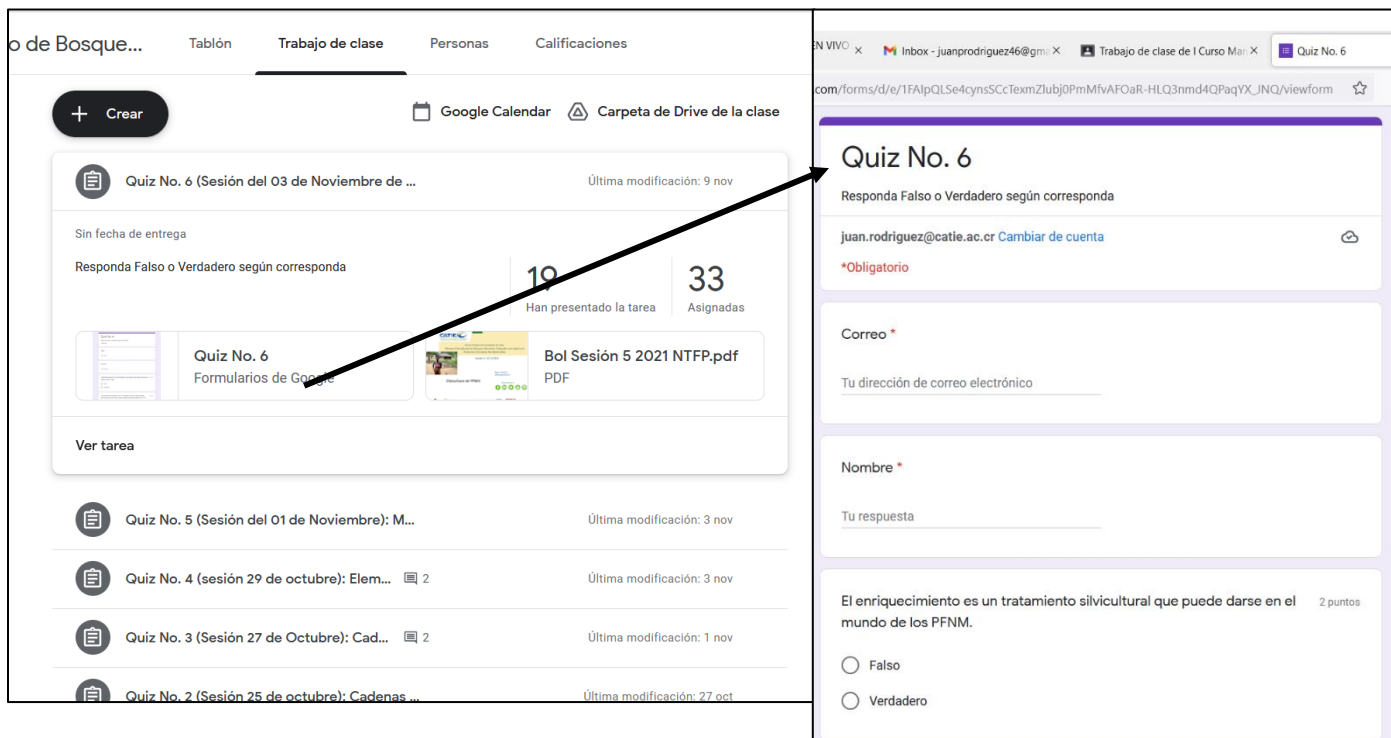 o de Bosque...
Tablón
Trabajo de clase
Personas
Calificaciones
+ Crear
Google Calendar
Carpeta de Drive de la clase
Quiz No. 6 (Sesión del 03 de Noviembre de ...
Última modificación: 9 nov
Sin fecha de entrega
Responda Falso o Verdadero según corresponda
19
Han presentado la tarea
33
Asignadas
Quiz No. 6
Formularios de Google
Bol Sesión 5 2021 NTFP.pdf
PDF
Ver tarea
Quiz No. 5 (Sesión del 01 de Noviembre): M...
Última modificación: 3 nov
Quiz No. 4 (sesión 29 de octubre): Elem...
2
Última modificación: 3 nov
Quiz No. 3 (Sesión 27 de Octubre): Cad...
2
Última modificación: 1 nov
Quiz No. 2 (Sesión 25 de octubre): Cadenas ...
Última modificación: 27 oct
EN VIVO
Inbox - juanprodriguez46@gma
Trabajo de clase de I Curso Man
Quiz No. 6
Quiz No. 6
Responda Falso o Verdadero según corresponda
juan.rodriguez@catie.ac.cr Cambiar de cuenta
*Obligatorio
Correo *
Tu dirección de correo electrónico
Nombre *
Tu respuesta
El enriquecimiento es un tratamiento silvicultural que puede darse en el
mundo de los PFNM.
2 puntos
Falso
Verdadero